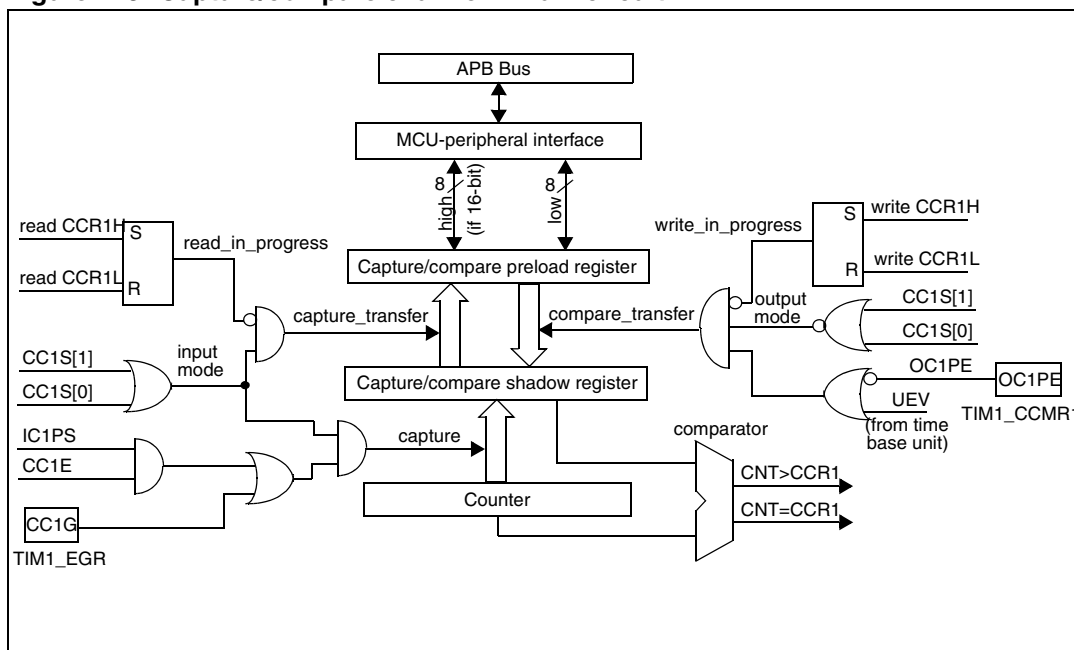 APB Bus
MCU-peripheral interface
8
high
(if 16-bit)
8
low
read CCR1H
S
read_in_progress
read CCR1L
R
write_in_progress
S
write CCR1H
R
write CCR1L
Capture/compare preload register
capture_transfer
compare_transfer
output
mode
CC1S[1]
CC1S[0]
CC1S[1]
CC1S[0]
input
mode
Capture/compare shadow register
OC1PE
OC1PE
UEV
(from time
base unit)
TIM1_CCMR1
IC1PS
CC1E
capture
comparator
Counter
CNT>CCR1
CNT=CCR1
CC1G
TIM1_EGR